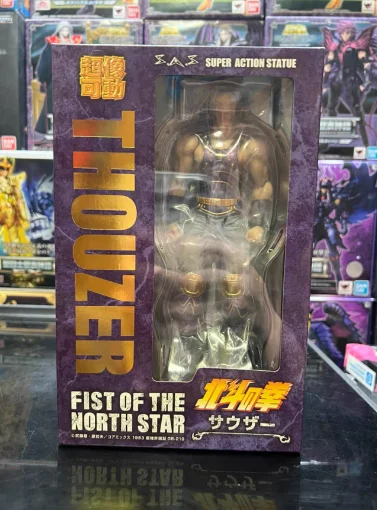 超像
可動
S.A.S SUPER ACTION STATUE
THOUZER
FIST OF THE
NORTH STAR
北斗の拳
サウザー